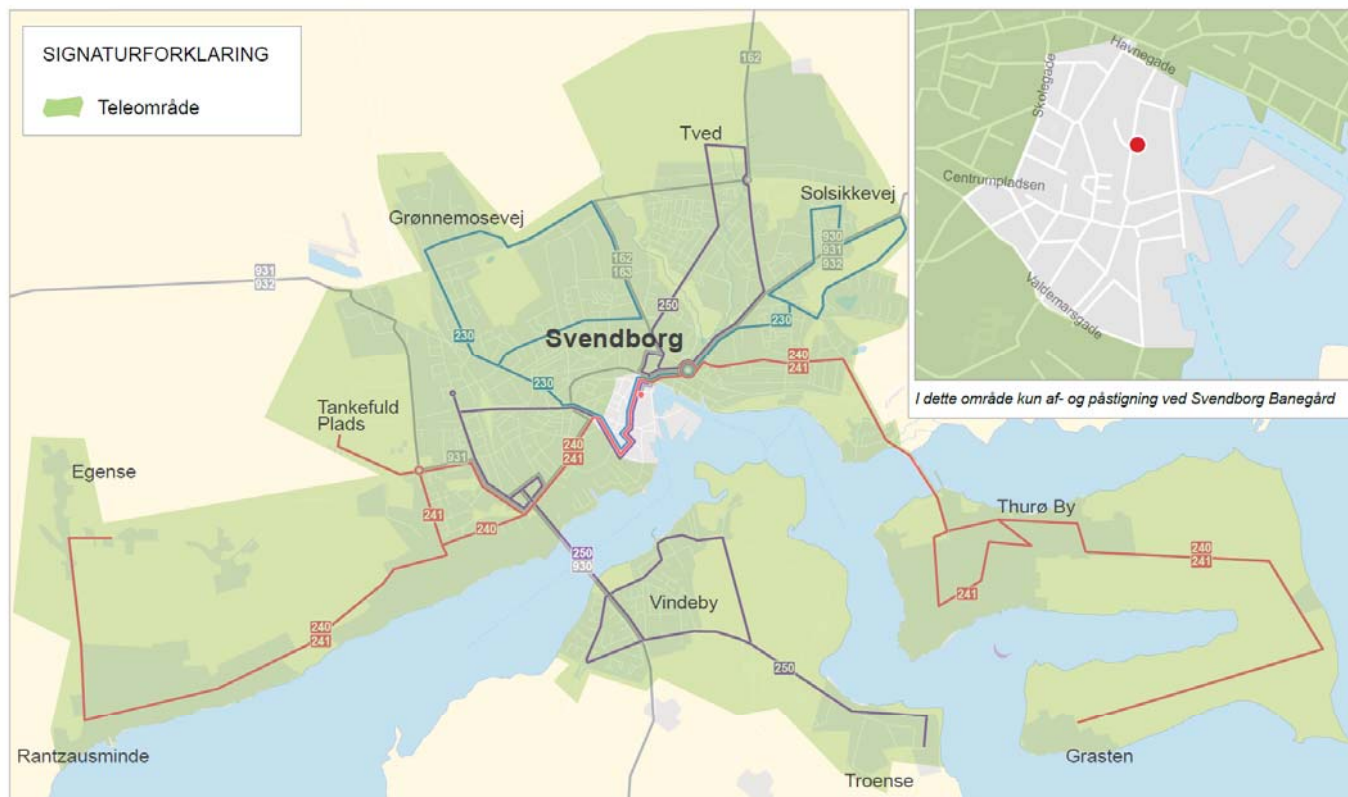 SIGNATURFORKLARING
Teleområde
162
Tved
Solsikkevej
Grønnemosevej
930
931
932
162
163
931
932
250
230
230
Svendborg
240
241
230
Tankefuld
Plads
240
241
931
Egense
241
240
Thurø By
250
930
240
241
241
Vindeby
240
241
250
Rantzausminde
Troense
Grasten
Havnegade
Skolegade
Centrumpladsen
Valdemarsgade
I dette område kun af- og påstigning ved Svendborg Banegård